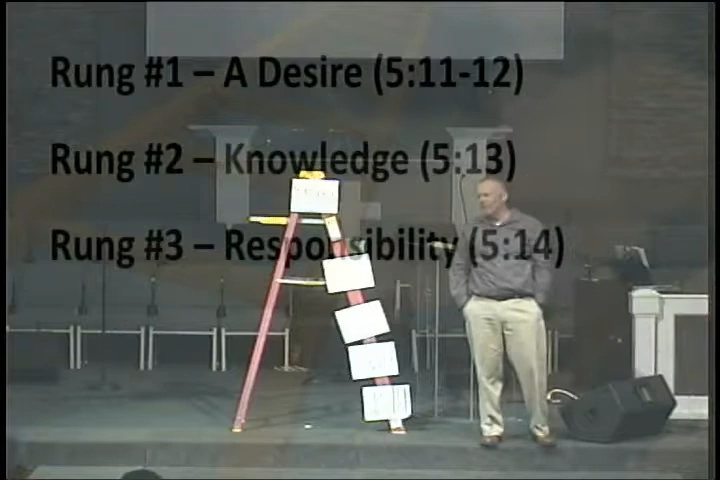 Rung #1 – A Desire (5:11-12)
Rung #2 – Knowledge (5:13)
Rung #3 – Responsibility (5:14)